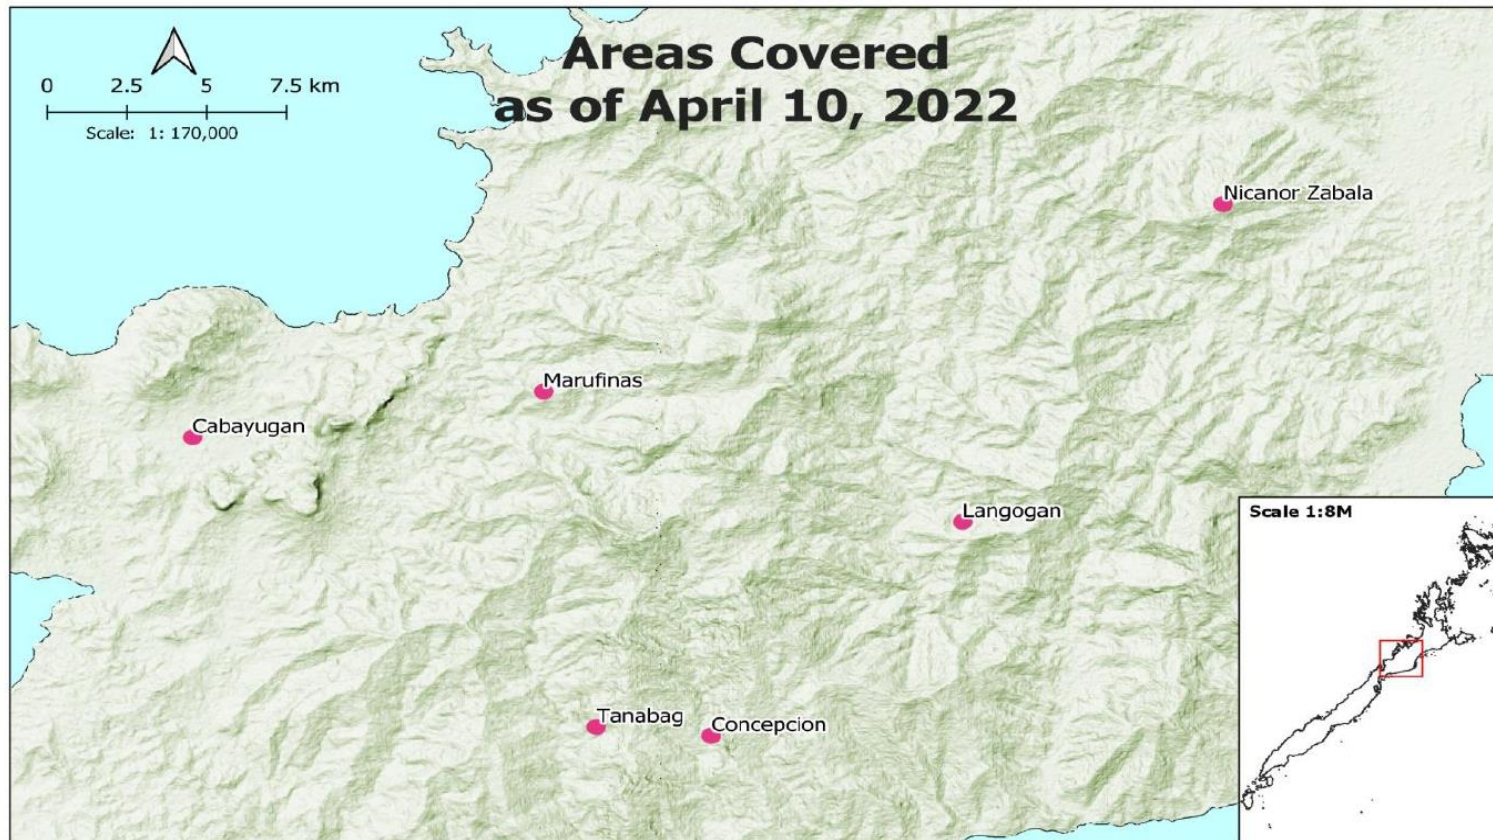 Areas Covered
as of April 10, 2022
0 2.5 5 7.5 km
Scale: 1: 170,000
Nicanor Zabala
Marufinas
Cabayugan
Langogan
Scale 1:8M
Tanabag
Concepcion